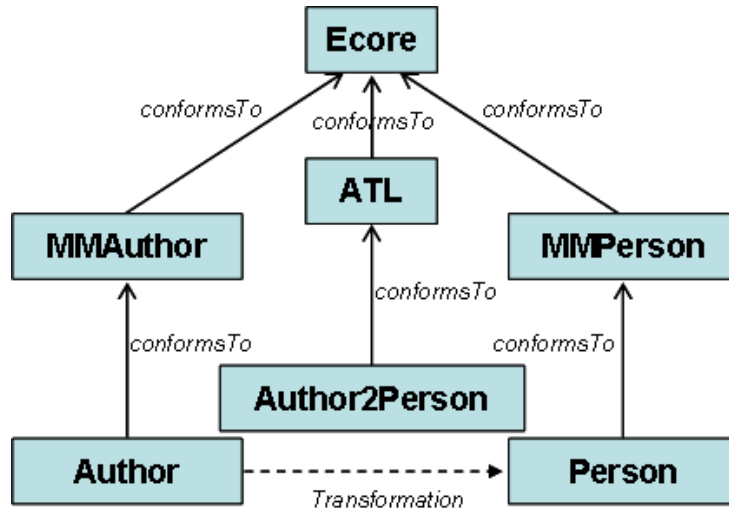 Ecore
conformsTo
conformsTo
conformsTo
ATL
MMAuthor
MMPerson
conformsTo
conformsTo
conformsTo
Author2Person
Author
Person
Transformation